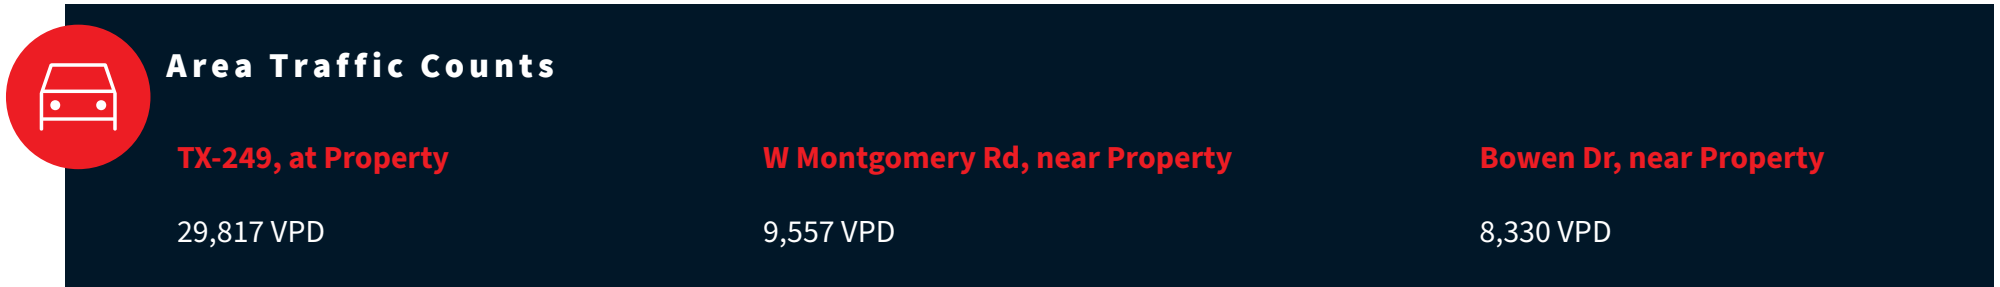 Area Traffic Counts
TX-249, at Property
W Montgomery Rd, near Property
Bowen Dr, near Property
29,817 VPD
9,557 VPD
8,330 VPD